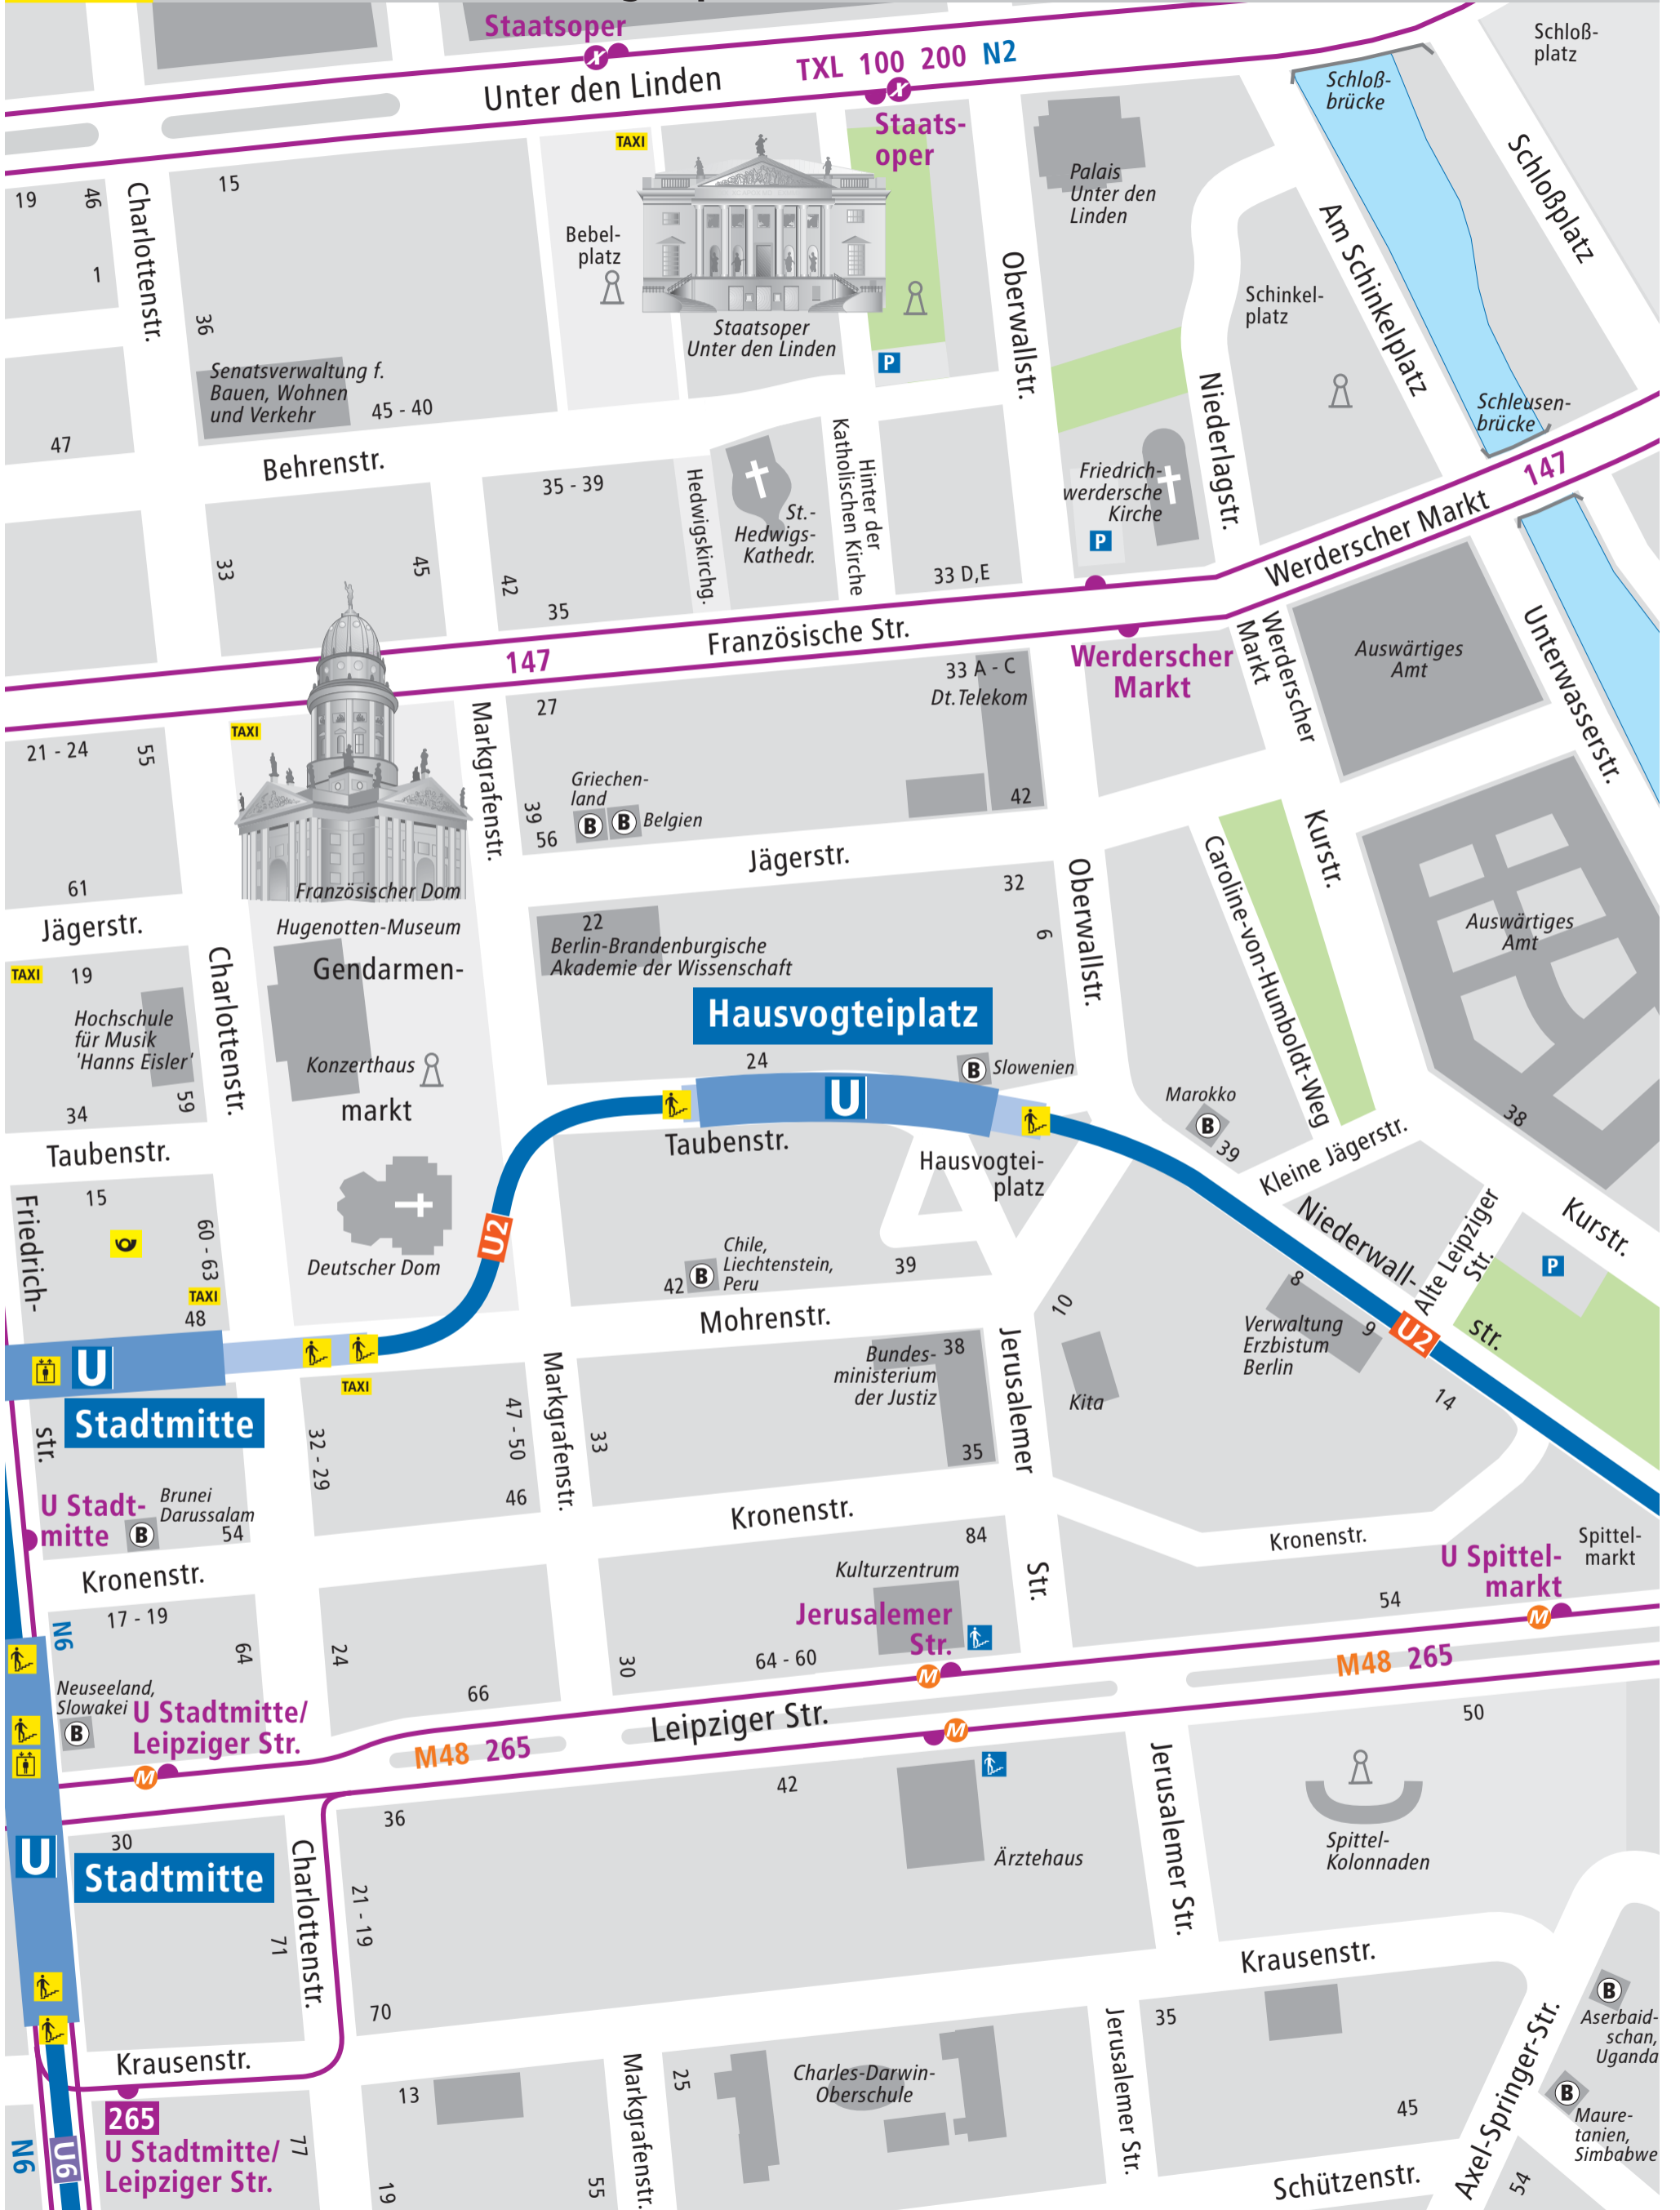 Staatsoper
TXL 100 200 N2
Unter den Linden
Schloß-
platz
Schloß-
brücke
Staats-
oper
TAXI
Palais
Unter den
Linden
Schloßplatz
19
46
1
Charlottenstr.
15
36
Bebel-
platz
Staatsoper
Unter den Linden
P
Oberwallstr.
Schinkel-
platz
Am Schinkelplatz
Senatsverwaltung f.
Bauen, Wohnen
und Verkehr
45 - 40
47
Behrenstr.
Niederlagstr.
Schleusen-
brücke
147
Werderscher Markt
33
45
35 - 39
42
35
Hedwigskirchg.
St.-
Hedwigs-
Kathedr.
Hinter der
Katholischen Kirche
33 D,E
Friedrich-
werdersche
Kirche
P
Französische Str.
147
Werderscher
Markt
Werderscher
Markt
Auswärtiges
Amt
Unterwasserstr.
21 - 24
55
61
TAXI
Markgrafenstr.
27
39
56
Griechen-
land
B
B
Belgien
33 A - C
Dt.Telekom
42
Jägerstr.
Jägerstr.
Französischer Dom
Hugenotten-Museum
Gendarmen-
markt
Konzerthaus
22
Berlin-Brandenburgische
Akademie der Wissenschaft
32
6
Oberwallstr.
Caroline-von-Humboldt-Weg
Kurstr.
Auswärtiges
Amt
38
TAXI
19
Hochschule
für Musik
'Hanns Eisler'
34
59
Charlottenstr.
Hausvogteiplatz
24
B
Slowenien
U
Taubenstr.
Taubenstr.
Hausvogtei-
platz
Marokko
B
39
Kleine Jägerstr.
Niederwall-
str.
Alte Leipziger
Str.
Kurstr.
P
Friedrich-
str.
15
60 - 63
TAXI
48
Deutscher Dom
U2
Chile,
Liechtenstein,
Peru
42
B
39
Mohrenstr.
10
8
Verwaltung
Erzbistum
Berlin
9
U2
14
U
Stadtmitte
TAXI
32 - 29
47 - 50
46
Markgrafenstr.
33
Bundes-
ministerium
der Justiz
38
35
Jerusalemer
Str.
Kita
U Stadt-
mitte
Brunei
Darussalam
B
54
Kronenstr.
Kronenstr.
Kronenstr.
Spittel-
markt
U Spittel-
markt
54
M
N6
17 - 19
64
24
66
84
Kulturzentrum
Jerusalemer
Str.
30
64 - 60
M
Neuseeland,
Slowakei
B
U Stadtmitte/
Leipziger Str.
M
M48 265
Leipziger Str.
M
M48 265
50
U
Stadtmitte
30
71
Charlottenstr.
36
21 - 19
70
42
Ärztehaus
Jerusalemer Str.
Spittel-
Kolonnaden
Krausenstr.
Krausenstr.
265
U Stadtmitte/
Leipziger Str.
N6
U6
77
13
19
55
Markgrafenstr.
25
Charles-Darwin-
Oberschule
Jerusalemer Str.
35
45
Schützenstr.
Axel-Springer-Str.
54
B
Aserbaid-
schan,
Uganda
B
Maure-
tanien,
Simbabwe